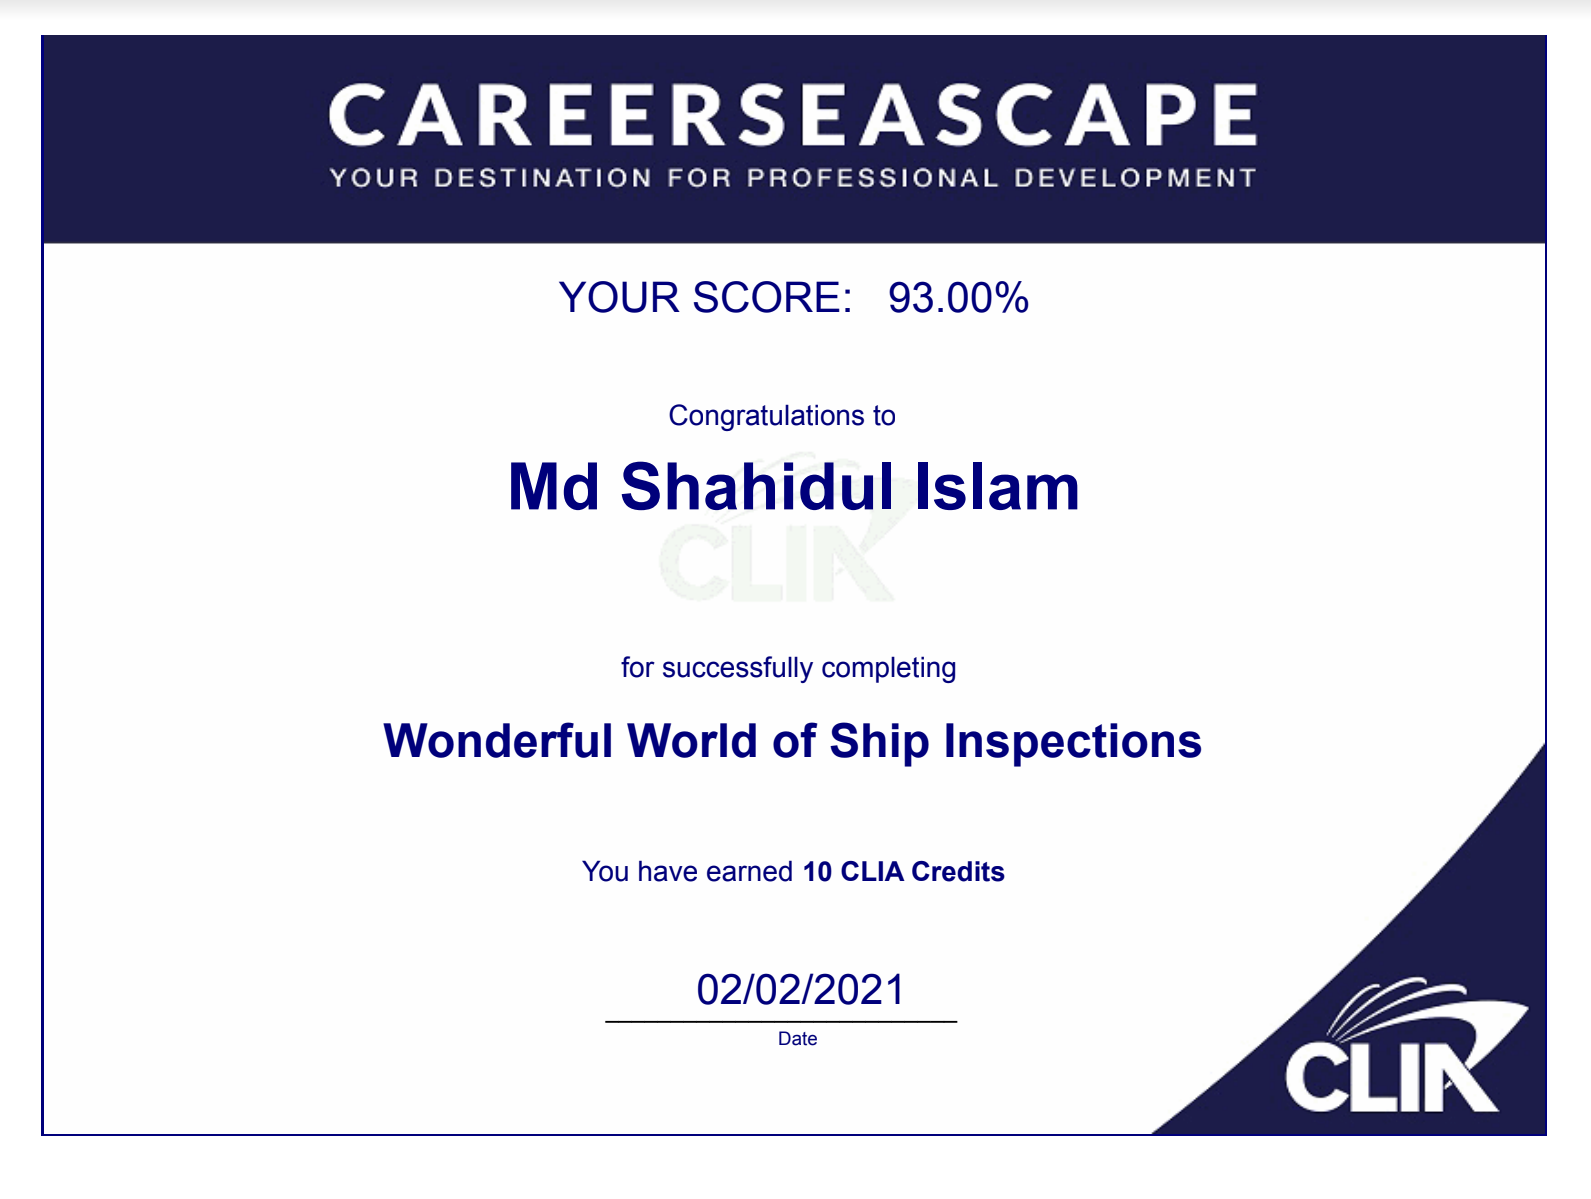 CAREERSEASCAPE
YOUR DESTINATION FOR PROFESSIONAL DEVELOPMENT
YOUR SCORE: 93.00%
Congratulations to
Md Shahidul Islam
CLIA
for successfully completing
Wonderful World of Ship Inspections
You have earned 10 CLIA Credits
02/02/2021
Date
CLIA